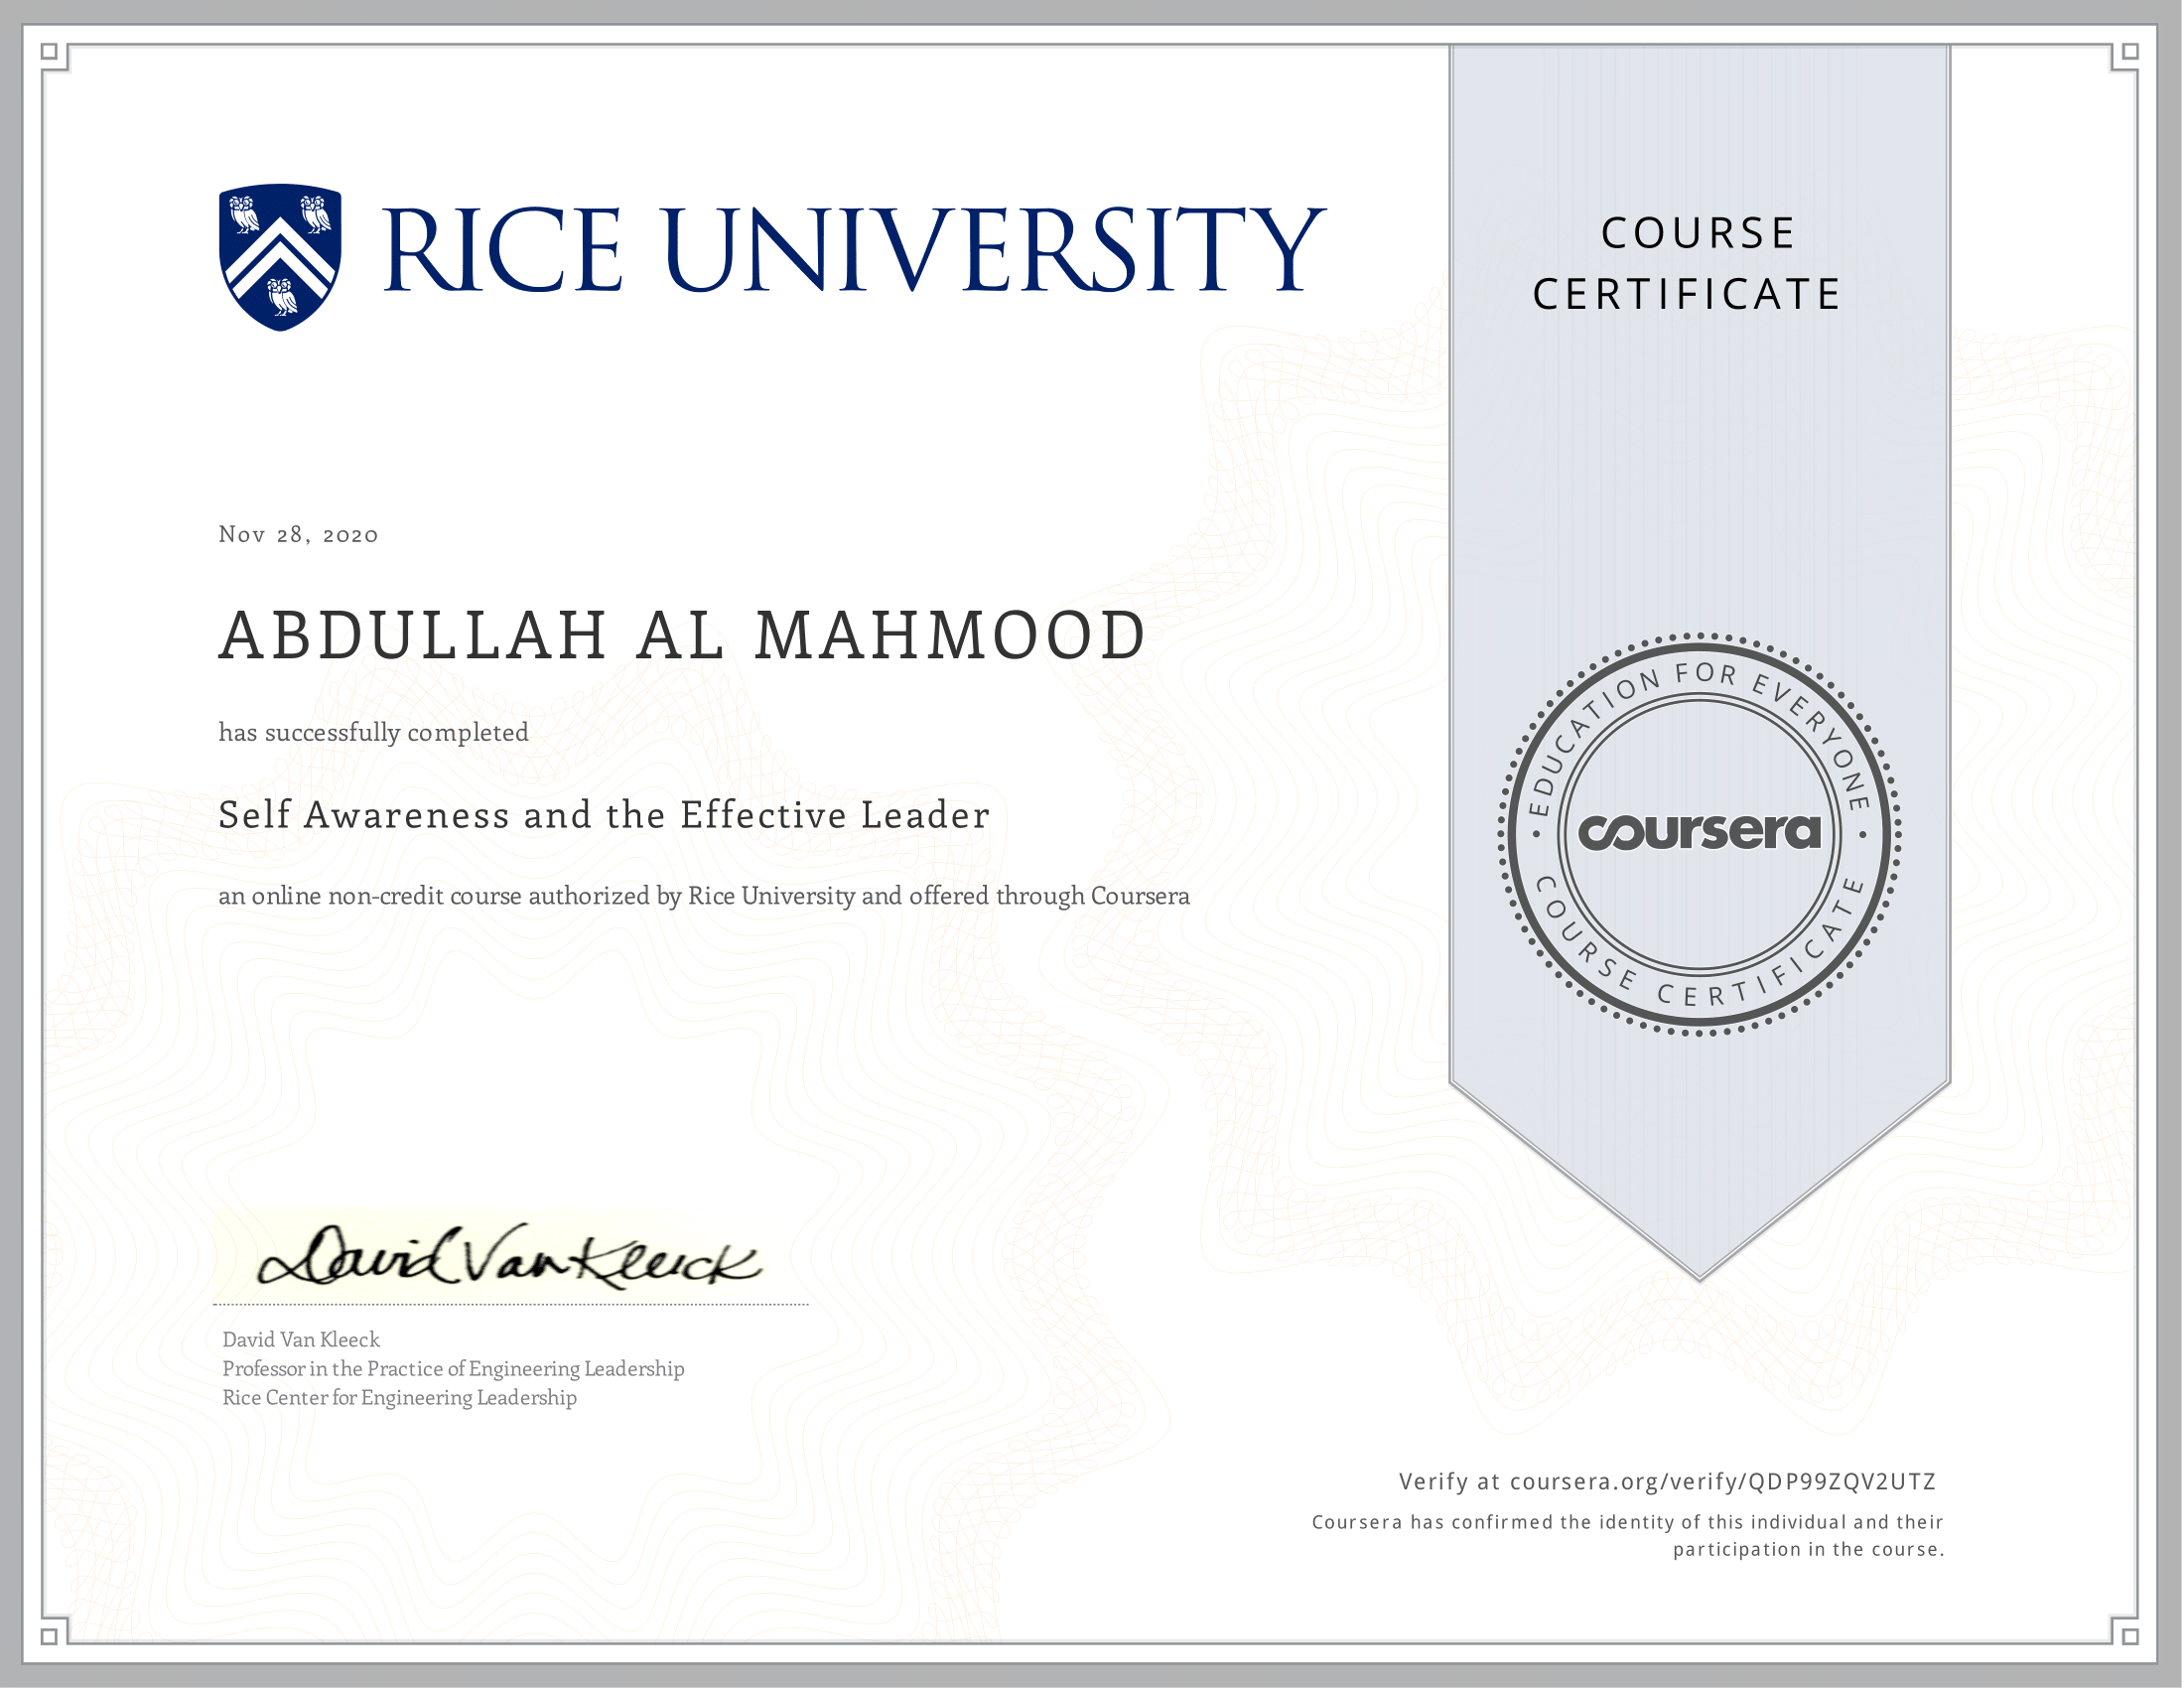 RICE UNIVERSITY
COURSE
CERTIFICATE
Nov 28, 2020
ABDULLAH AL MAHMOOD
has successfully completed
Self Awareness and the Effective Leader
an online non-credit course authorized by Rice University and offered through Coursera
EDUCATION FOR EVERYONE
coursera
COURSE CERTIFICATE
David Van Kleeck
David Van Kleeck
Professor in the Practice of Engineering Leadership
Rice Center for Engineering Leadership
Verify at coursera.org/verify/QDP99ZQV2UTZ
Coursera has confirmed the identity of this individual and their
participation in the course.